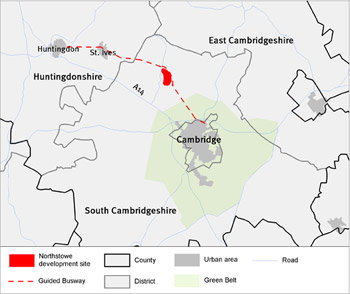 East Cambridgeshire
Huntingdon
St. Ives
Huntingdonshire
A14
Cambridge
South Cambridgeshire
Northstowe
development site
County
Urban area
Road
Guided Busway
District
Green Belt